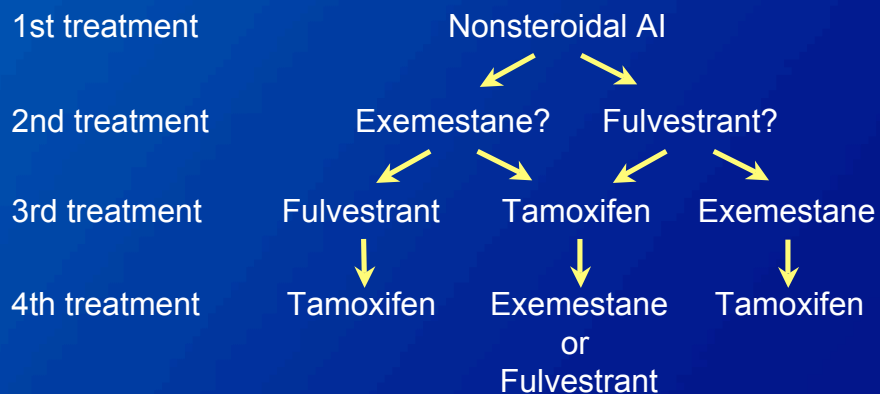 1st treatment Nonsteroidal AI
2nd treatment Exemestane? Fulvestrant?
3rd treatment Fulvestrant Tamoxifen Exemestane
4th treatment Tamoxifen Exemestane Tamoxifen
or
Fulvestrant